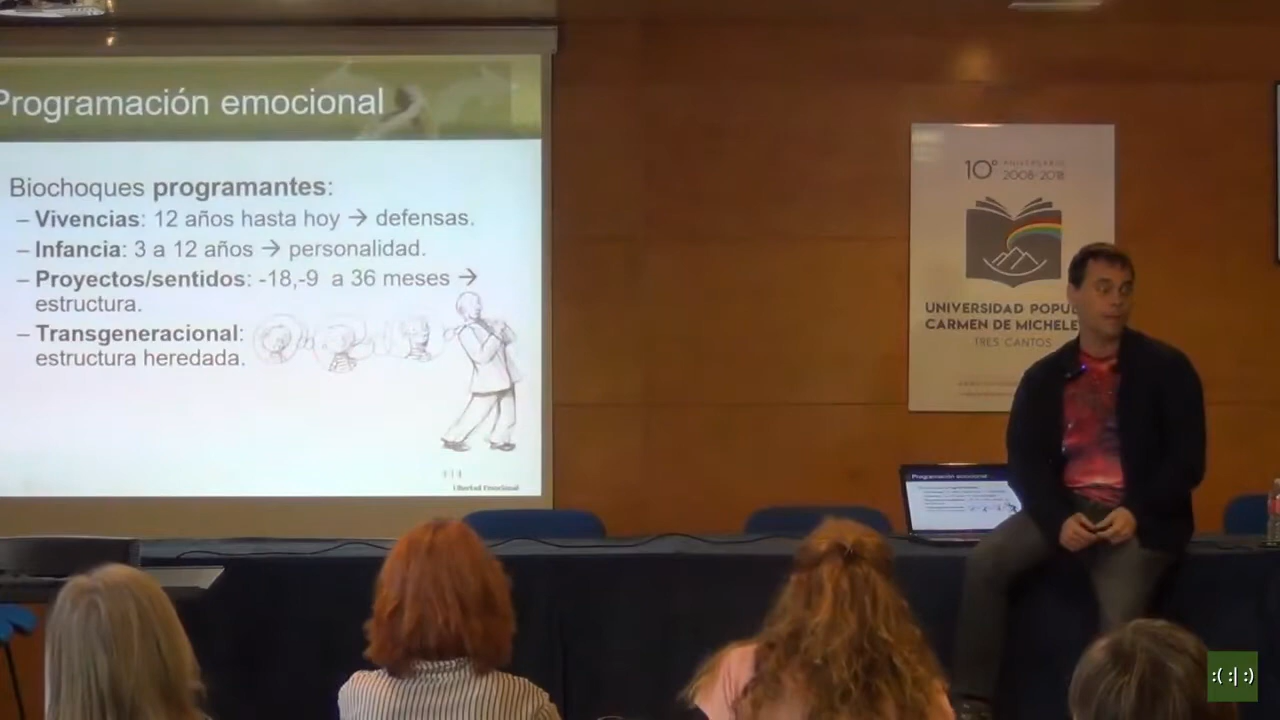 Programación emocional
Biochoques programantes:
– Vivencias: 12 años hasta hoy → defensas.
– Infancia: 3 a 12 años → personalidad.
– Proyectos/sentidos: -18,-9 a 36 meses →
estructura.
– Transgeneracional:
estructura heredada.
Libertad Emocional
10º ANIVERSARIO
2008-2018
UNIVERSIDAD POPU
CARMEN DE MICHELE
TRES CANTOS
Programación emocional
:( :| :)